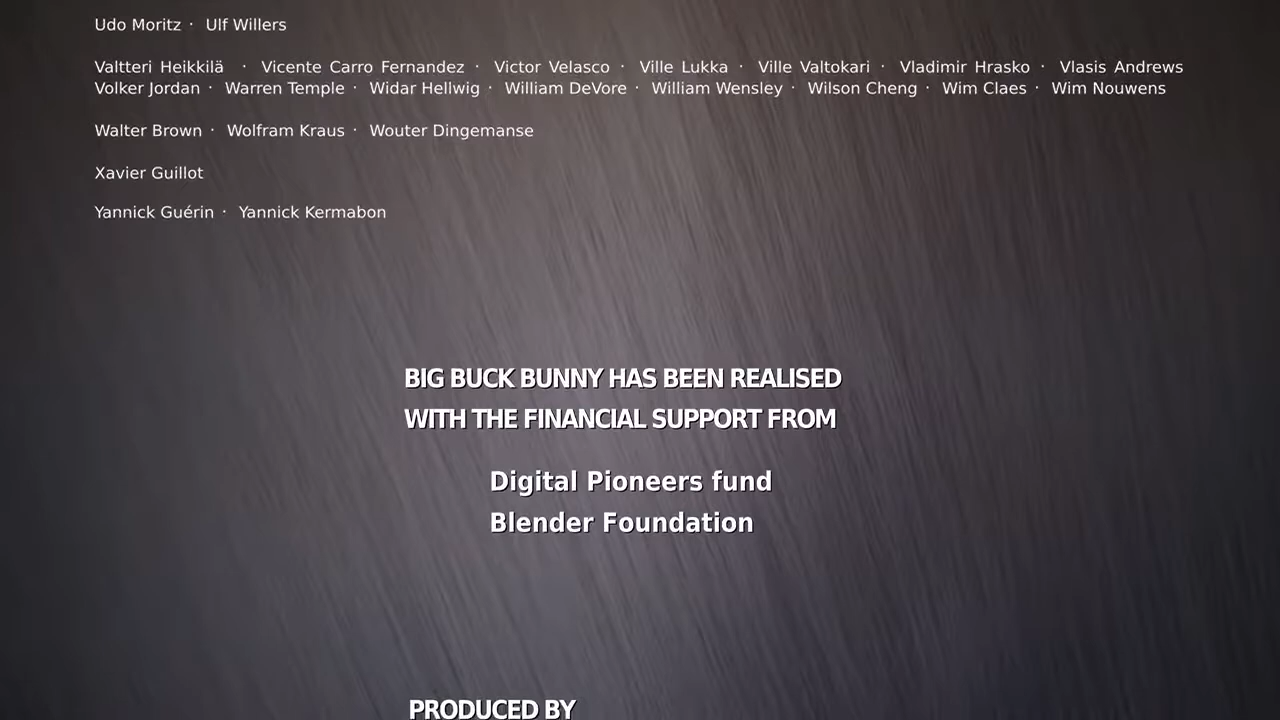 Udo Moritz · Ulf Willers
Valtteri Heikkilä · Vicente Carro Fernandez · Victor Velasco · Ville Lukka · Ville Valtokari · Vladimir Hrasko · Vlasis Andrews
Volker Jordan · Warren Temple · Widar Hellwig · William DeVore · William Wensley · Wilson Cheng · Wim Claes · Wim Nouwens
Walter Brown · Wolfram Kraus · Wouter Dingemanse
Xavier Guillot
Yannick Guérin · Yannick Kermabon
BIG BUCK BUNNY HAS BEEN REALISED
WITH THE FINANCIAL SUPPORT FROM
Digital Pioneers fund
Blender Foundation
PRODUCED BY